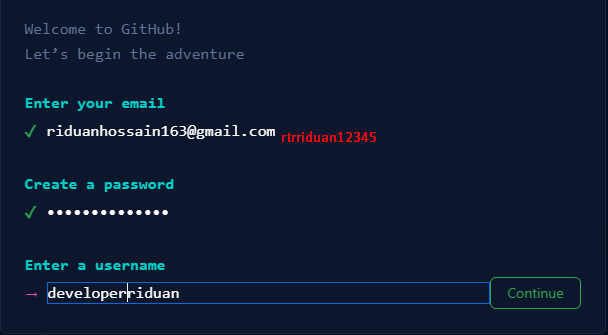 Welcome to GitHub!
Let’s begin the adventure
Enter your email
✓ riduanhossain163@gmail.com rtrriduan12345
Create a password
✓ ••••••••••••••
Enter a username
→ developerriduan Continue